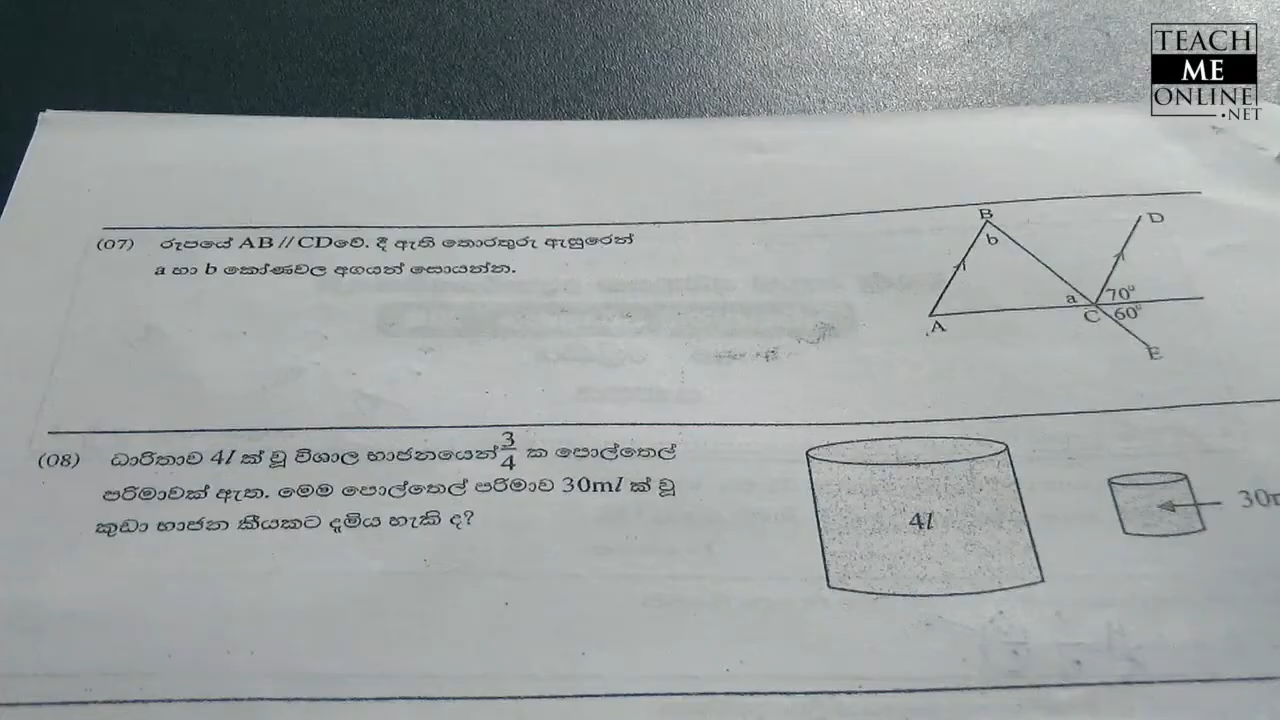 TEACH
ME
ONLINE
.NET
(07) රූපයේ AB // CDවේ. දී ඇති තොරතුරු ඇසුරෙන්
a හා b කෝණවල අගයන් සොයන්න.
B
D
b
a
70°
A
C
60°
E
(08) ධාරිතාව 4l ක් වූ විශාල භාජනයෙන් 3/4 ක පොල්තෙල්
පරිමාවක් ඇත. මෙම පොල්තෙල් පරිමාව 30ml ක් වූ
කුඩා භාජන කීයකට දැමිය හැකි ද?
4l